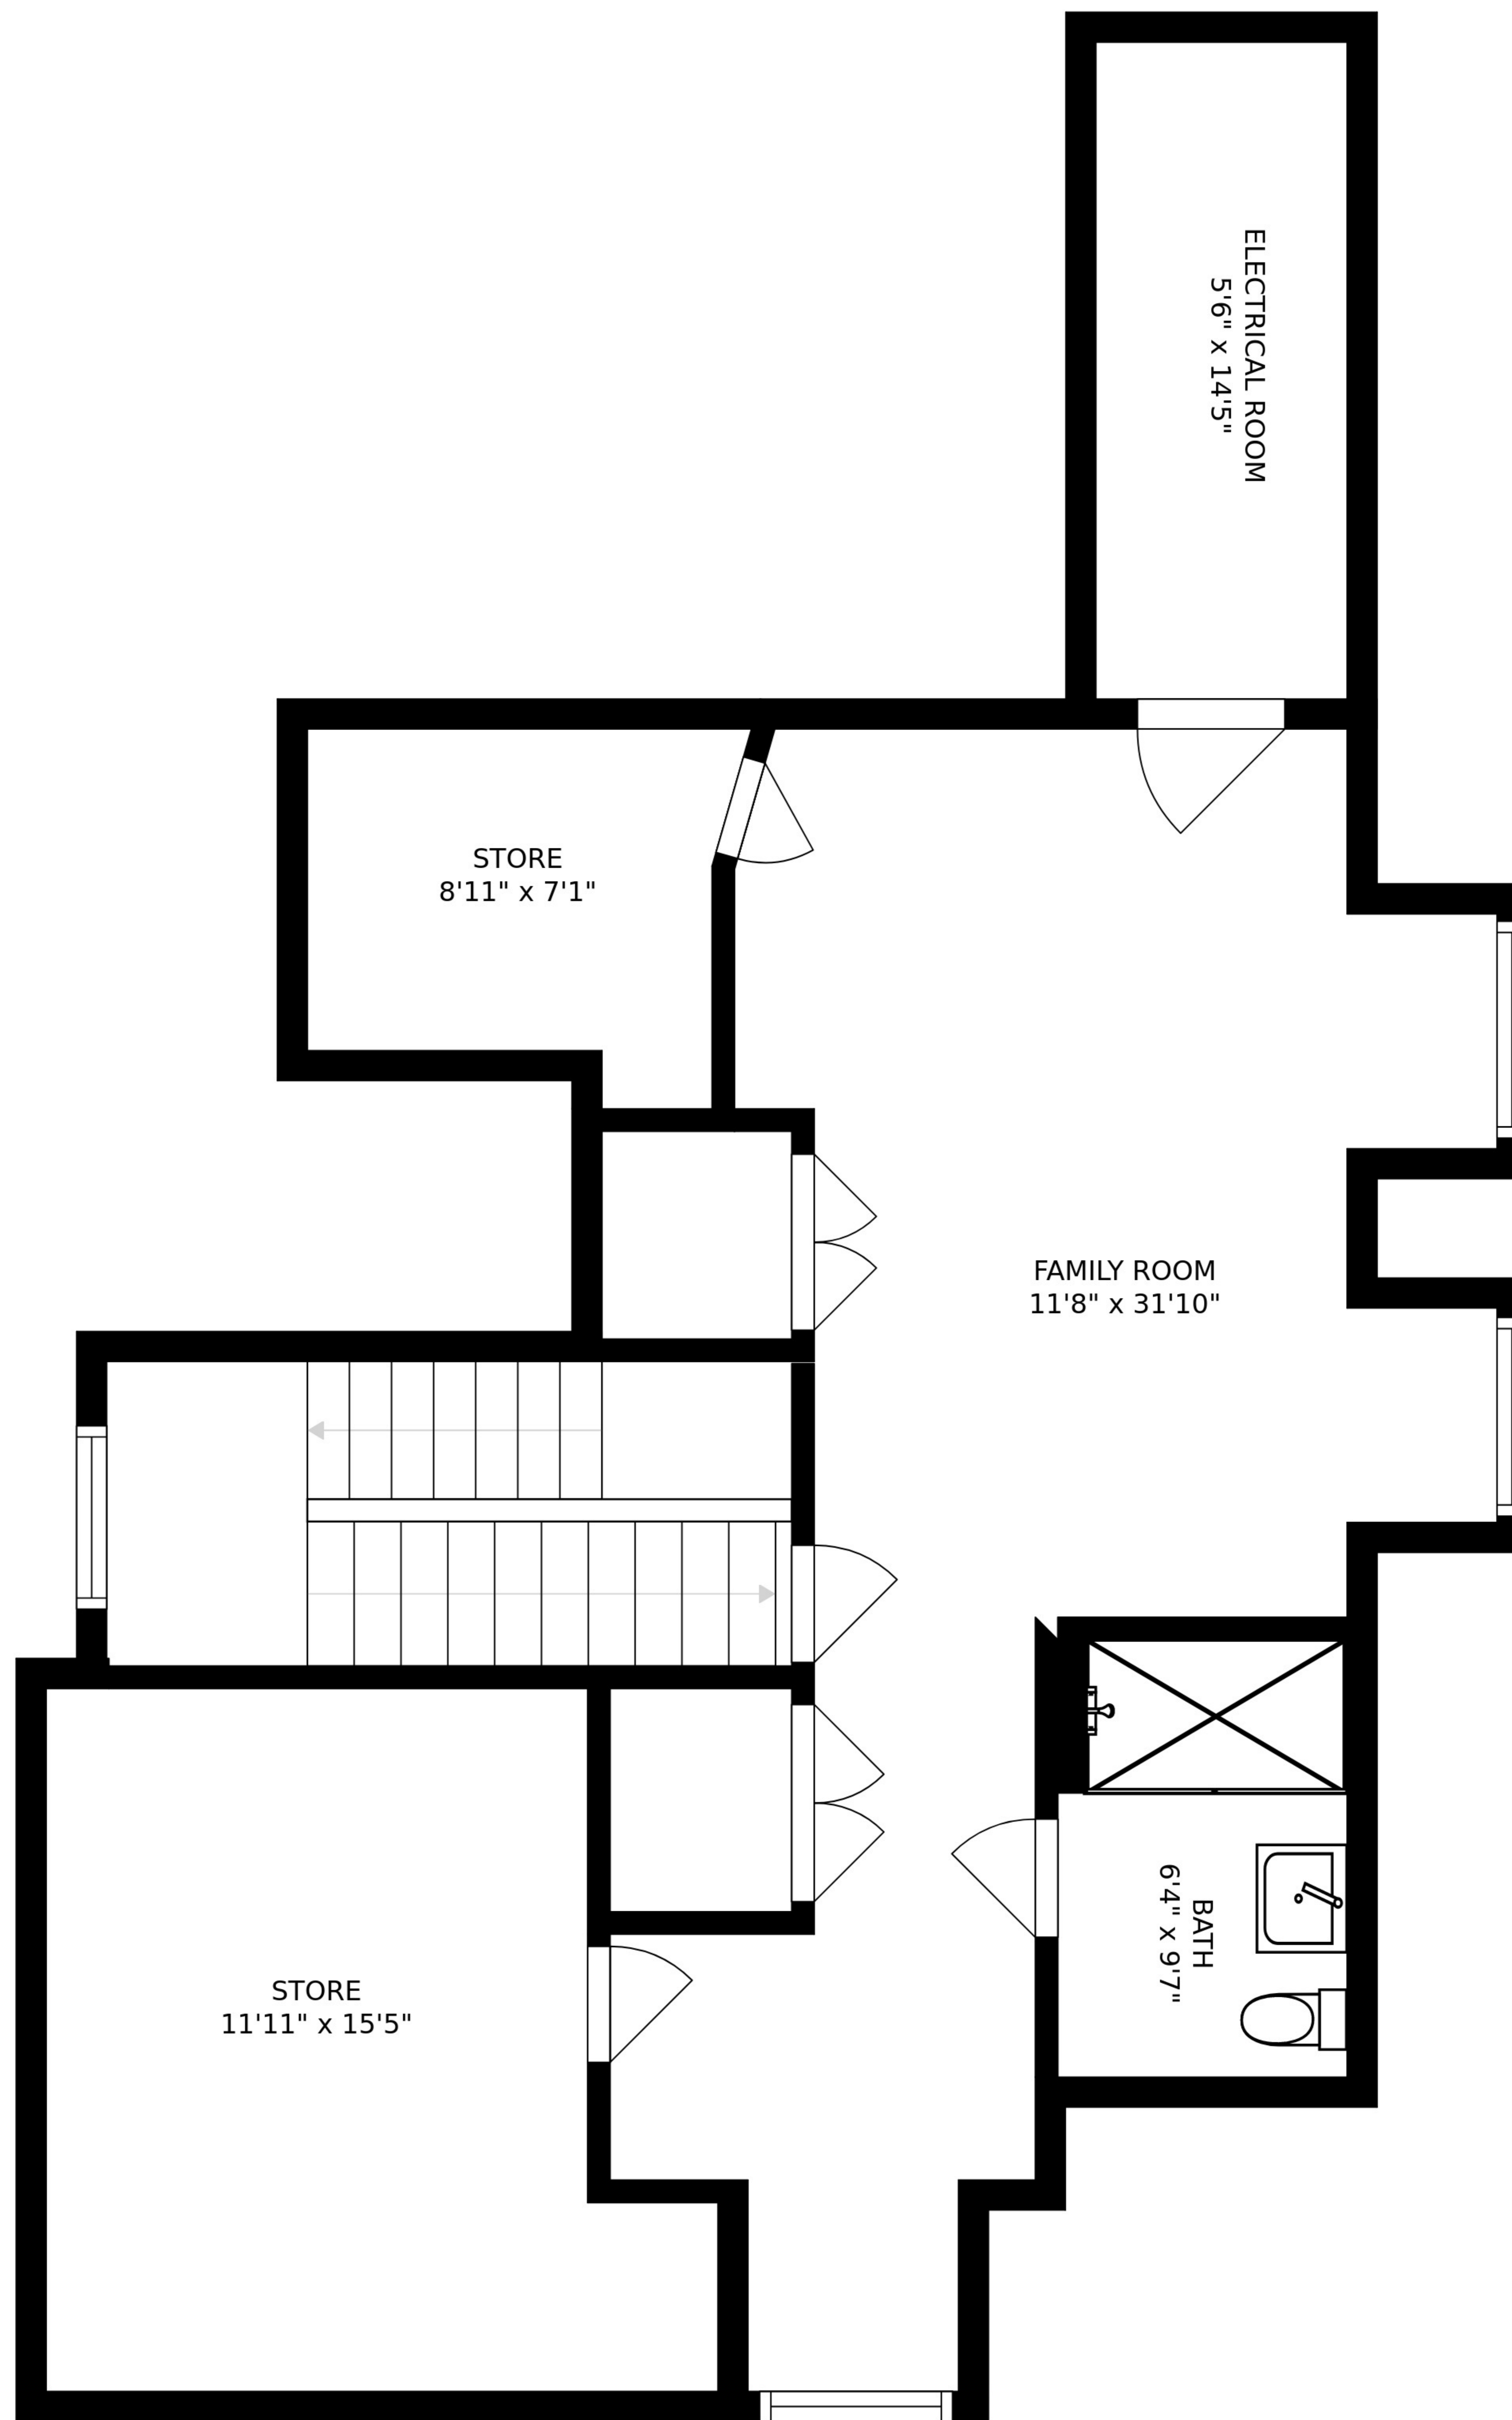 ELECTRICAL ROOM
5'6" x 14'5"
STORE
8'11" x 7'1"
FAMILY ROOM
11'8" x 31'10"
BATH
6'4" x 9'7"
STORE
11'11" x 15'5"